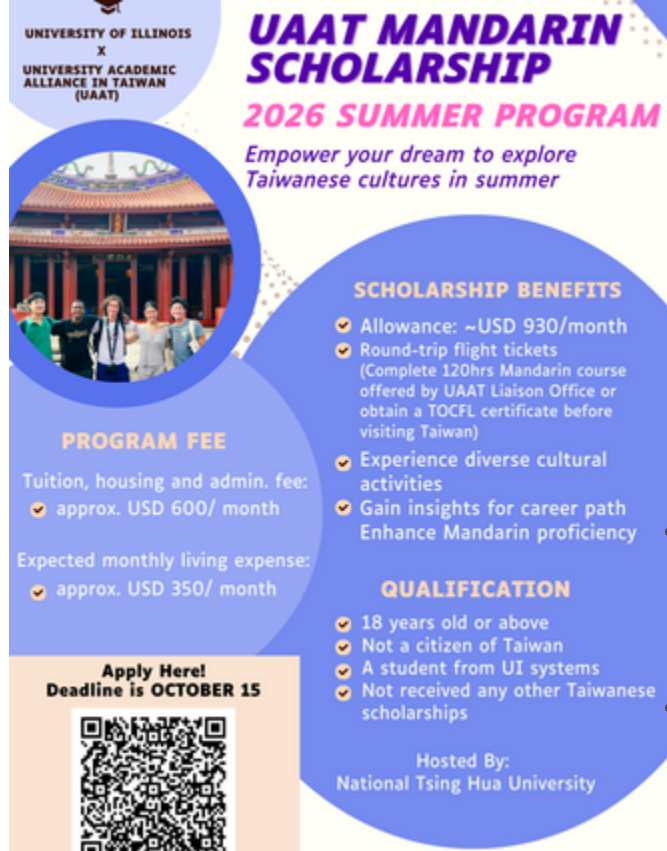 UNIVERSITY OF ILLINOIS
X
UNIVERSITY ACADEMIC
ALLIANCE IN TAIWAN
(UAAT)
UAAT MANDARIN
SCHOLARSHIP
2026 SUMMER PROGRAM
Empower your dream to explore
Taiwanese cultures in summer
SCHOLARSHIP BENEFITS
Allowance: ~USD 930/month
Round-trip flight tickets
(Complete 120hrs Mandarin course
offered by UAAT Liaison Office or
obtain a TOCFL certificate before
visiting Taiwan)
Experience diverse cultural
activities
Gain insights for career path
Enhance Mandarin proficiency
PROGRAM FEE
Tuition, housing and admin. fee:
approx. USD 600/ month
Expected monthly living expense:
approx. USD 350/ month
QUALIFICATION
18 years old or above
Not a citizen of Taiwan
A student from UI systems
Not received any other Taiwanese
scholarships
Hosted By:
National Tsing Hua University
Apply Here!
Deadline is OCTOBER 15